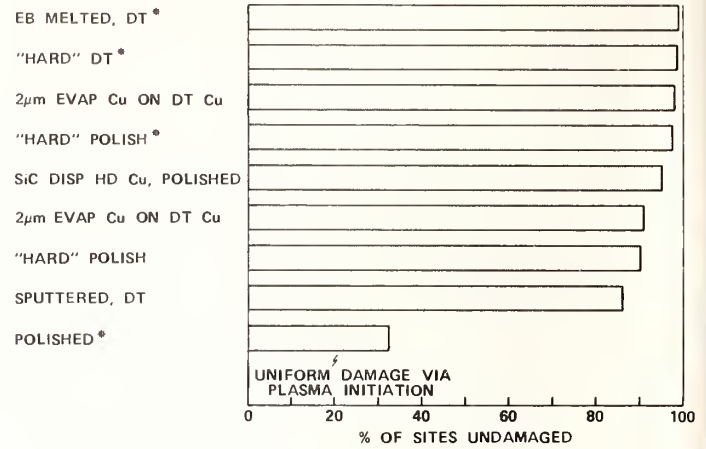 EB MELTED, DT*
"HARD" DT*
2μm EVAP Cu ON DT Cu
"HARD" POLISH*
SiC DISP HD Cu, POLISHED
2μm EVAP Cu ON DT Cu
"HARD" POLISH
SPUTTERED, DT
POLISHED*
UNIFORM DAMAGE VIA
PLASMA INITIATION
0 20 40 60 80 100
% OF SITES UNDAMAGED